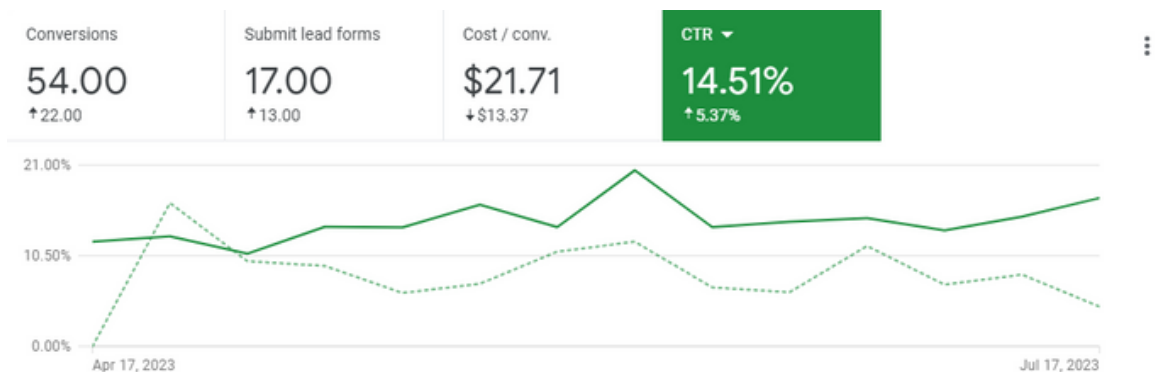 Conversions
54.00
↑22.00
Submit lead forms
17.00
↑13.00
Cost / conv.
$21.71
↓$13.37
CTR
14.51%
↑5.37%
21.00%
10.50%
0.00%
Apr 17, 2023
Jul 17, 2023